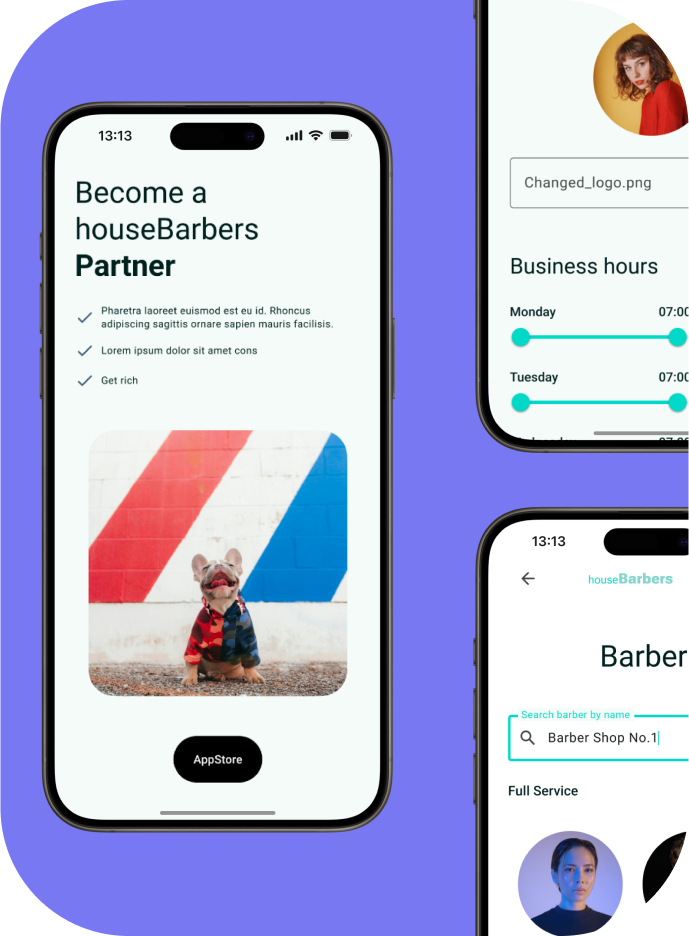 13:13
Become a
houseBarbers
Partner
Pharetra laoreet euismod est eu id. Rhoncus
adipiscing sagittis ornare sapien mauris facilisis.
Lorem ipsum dolor sit amet cons
Get rich
AppStore
Changed_logo.png
Business hours
Monday 07:00
Tuesday 07:00
13:13
houseBarbers
Barber
Search barber by name
Barber Shop No.1
Full Service